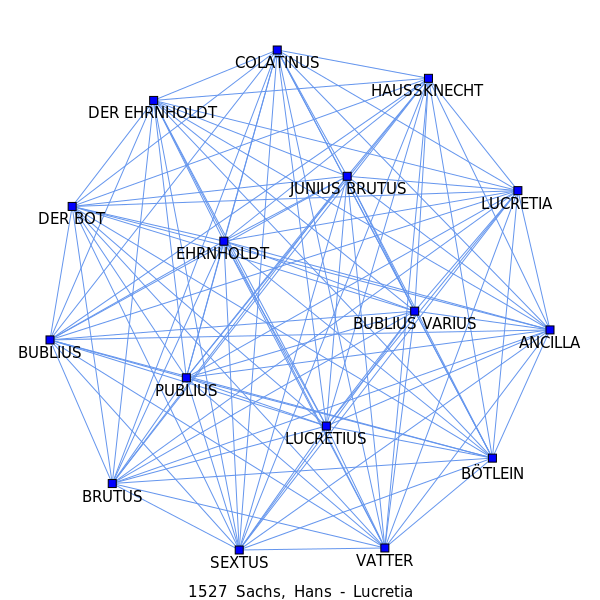 COLATINUS
HAUSSKNECHT
DER EHRNHOLDT
JUNIUS BRUTUS
LUCRETIA
DER BOT
EHRNHOLDT
BUBLIUS VARIUS
ANCILLA
BUBLIUS
PUBLIUS
LUCRETIUS
BÖTLEIN
BRUTUS
VATTER
SEXTUS
1527 Sachs, Hans - Lucretia